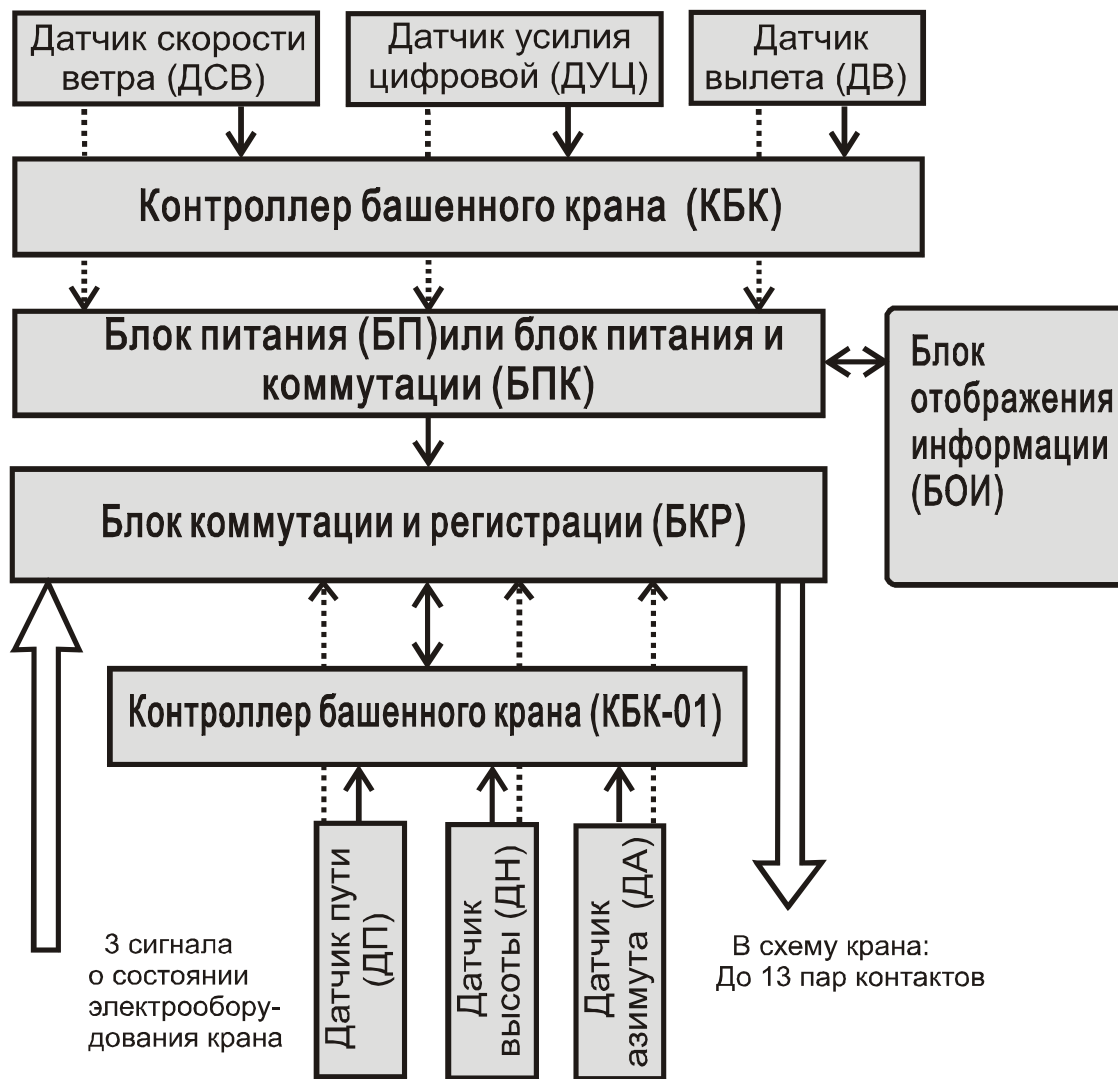 Датчик скорости
ветра (ДСВ)
Датчик усилия
цифровой (ДУЦ)
Датчик
вылета (ДВ)
Контроллер башенного крана (КБК)
Блок питания (БП)или блок питания и
коммутации (БПК)
Блок
отображения
информации
(БОИ)
Блок коммутации и регистрации (БКР)
Контроллер башенного крана (КБК-01)
Датчик пути
(ДП)
Датчик
высоты (ДН)
Датчик
азимута (ДА)
3 сигнала
о состоянии
электрообору-
дования крана
В схему крана:
До 13 пар контактов